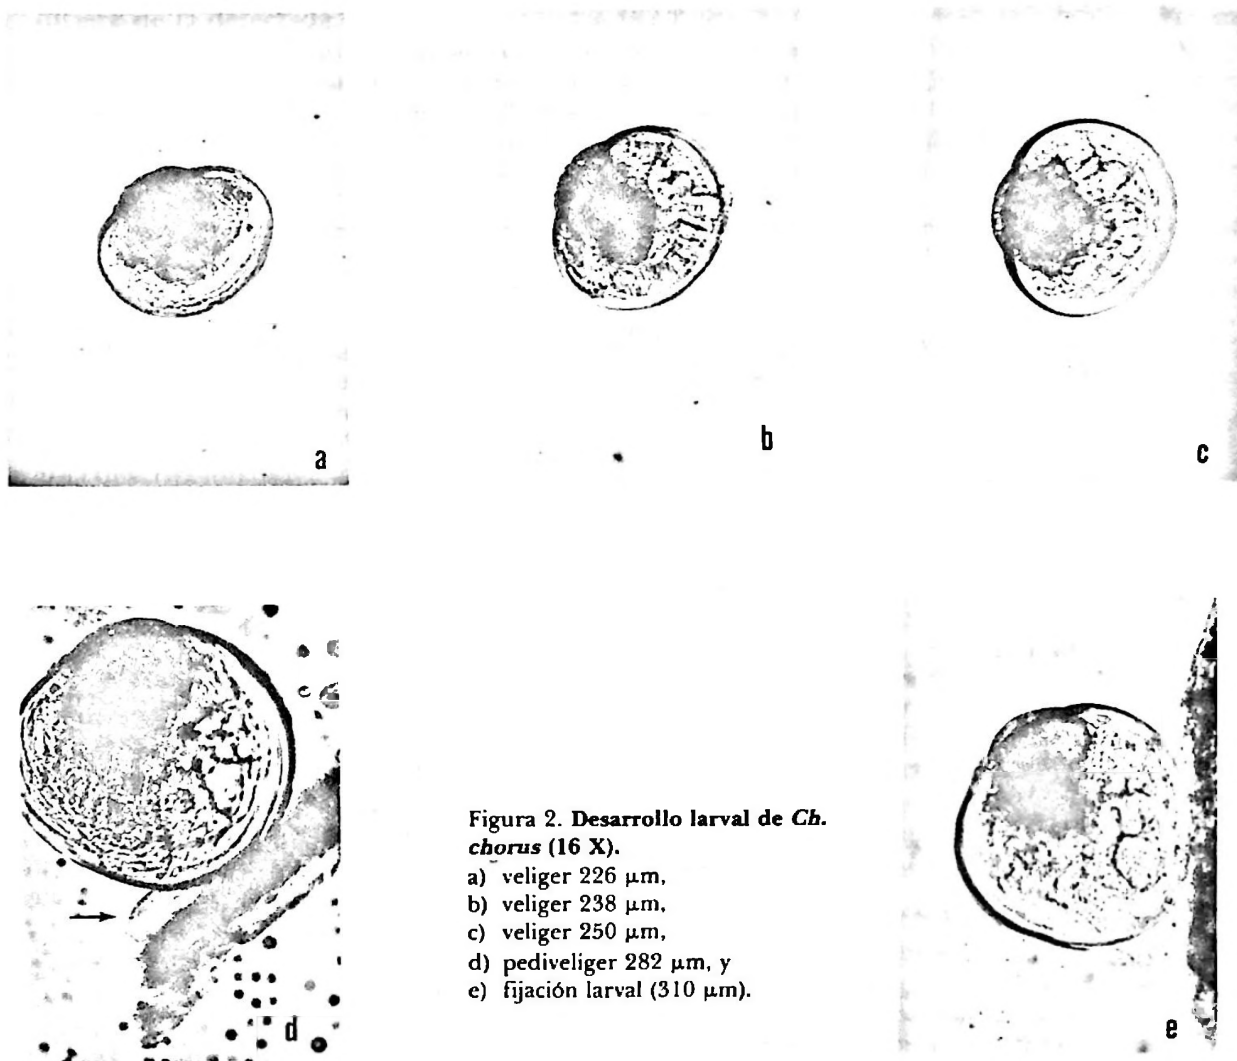 a
b
c
d
e
Figura 2. Desarrollo larval de Ch.
chorus (16 X).
a) veliger 226 μm,
b) veliger 238 μm,
c) veliger 250 μm,
d) pediveliger 282 μm, y
e) fijación larval (310 μm).